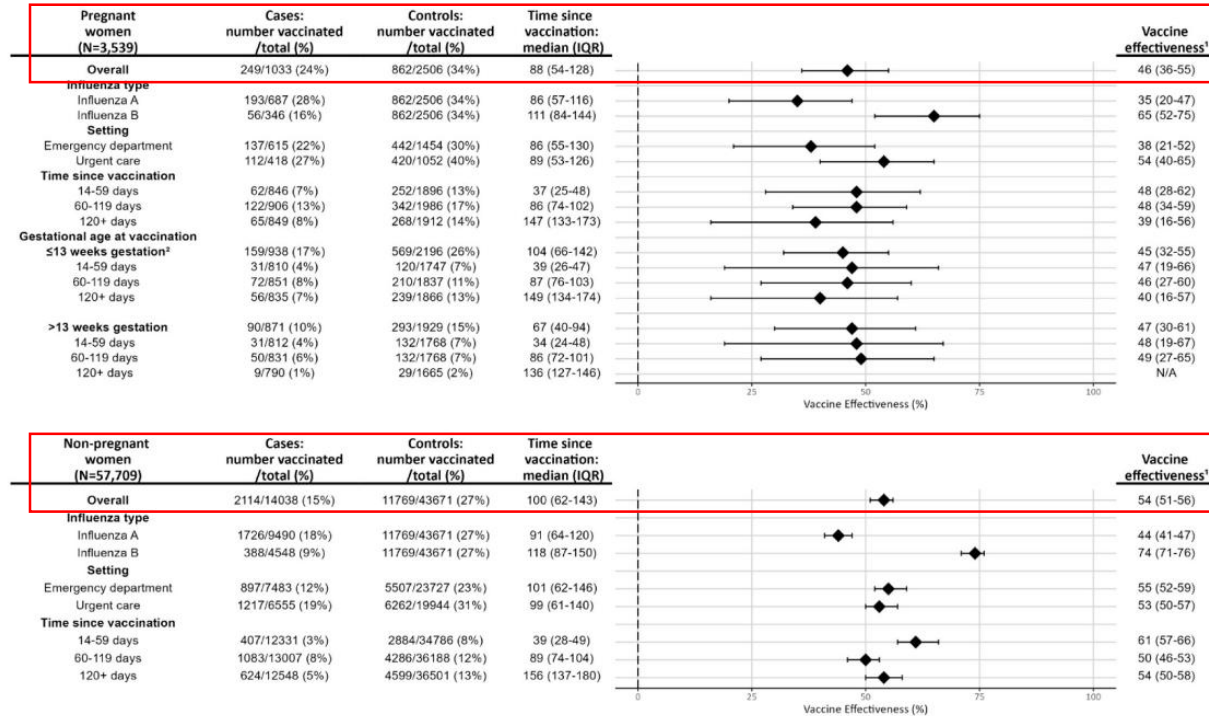 Pregnant women (N=3,539) Cases: number vaccinated /total (%) Controls: number vaccinated /total (%) Time since vaccination: median (IQR) Vaccine effectiveness¹
Overall 249/1033 (24%) 862/2506 (34%) 88 (54-128) 46 (36-55)
Influenza type
Influenza A 193/687 (28%) 862/2506 (34%) 86 (57-116) 35 (20-47)
Influenza B 56/346 (16%) 862/2506 (34%) 111 (84-144) 65 (52-75)
Setting
Emergency department 137/615 (22%) 442/1454 (30%) 86 (55-130) 38 (21-52)
Urgent care 112/418 (27%) 420/1052 (40%) 89 (53-126) 54 (40-65)
Time since vaccination
14-59 days 62/846 (7%) 252/1896 (13%) 37 (25-48) 48 (28-62)
60-119 days 122/906 (13%) 342/1986 (17%) 86 (74-102) 48 (34-59)
120+ days 65/849 (8%) 268/1912 (14%) 147 (133-173) 39 (16-56)
Gestational age at vaccination
≤13 weeks gestation² 159/938 (17%) 569/2196 (26%) 104 (66-142) 45 (32-55)
14-59 days 31/810 (4%) 120/1747 (7%) 39 (26-47) 47 (19-66)
60-119 days 72/851 (8%) 210/1837 (11%) 87 (76-103) 46 (27-60)
120+ days 56/835 (7%) 239/1866 (13%) 149 (134-174) 40 (16-57)
>13 weeks gestation 90/871 (10%) 293/1929 (15%) 67 (40-94) 47 (30-61)
14-59 days 31/812 (4%) 132/1768 (7%) 34 (24-48) 48 (19-67)
60-119 days 50/831 (6%) 132/1768 (7%) 86 (72-101) 49 (27-65)
120+ days 9/790 (1%) 29/1665 (2%) 136 (127-146) N/A
0 25 50 75 100
Vaccine Effectiveness (%)
Non-pregnant women (N=57,709) Cases: number vaccinated /total (%) Controls: number vaccinated /total (%) Time since vaccination: median (IQR) Vaccine effectiveness¹
Overall 2114/14038 (15%) 11769/43671 (27%) 100 (62-143) 54 (51-56)
Influenza type
Influenza A 1726/9490 (18%) 11769/43671 (27%) 91 (64-120) 44 (41-47)
Influenza B 388/4548 (9%) 11769/43671 (27%) 118 (87-150) 74 (71-76)
Setting
Emergency department 897/7483 (12%) 5507/23727 (23%) 101 (62-146) 55 (52-59)
Urgent care 1217/6555 (19%) 6262/19944 (31%) 99 (61-140) 53 (50-57)
Time since vaccination
14-59 days 407/12331 (3%) 2884/34786 (8%) 39 (28-49) 61 (57-66)
60-119 days 1083/13007 (8%) 4286/36188 (12%) 89 (74-104) 50 (46-53)
120+ days 624/12548 (5%) 4599/36501 (13%) 156 (137-180) 54 (50-58)
0 25 50 75 100
Vaccine Effectiveness (%)